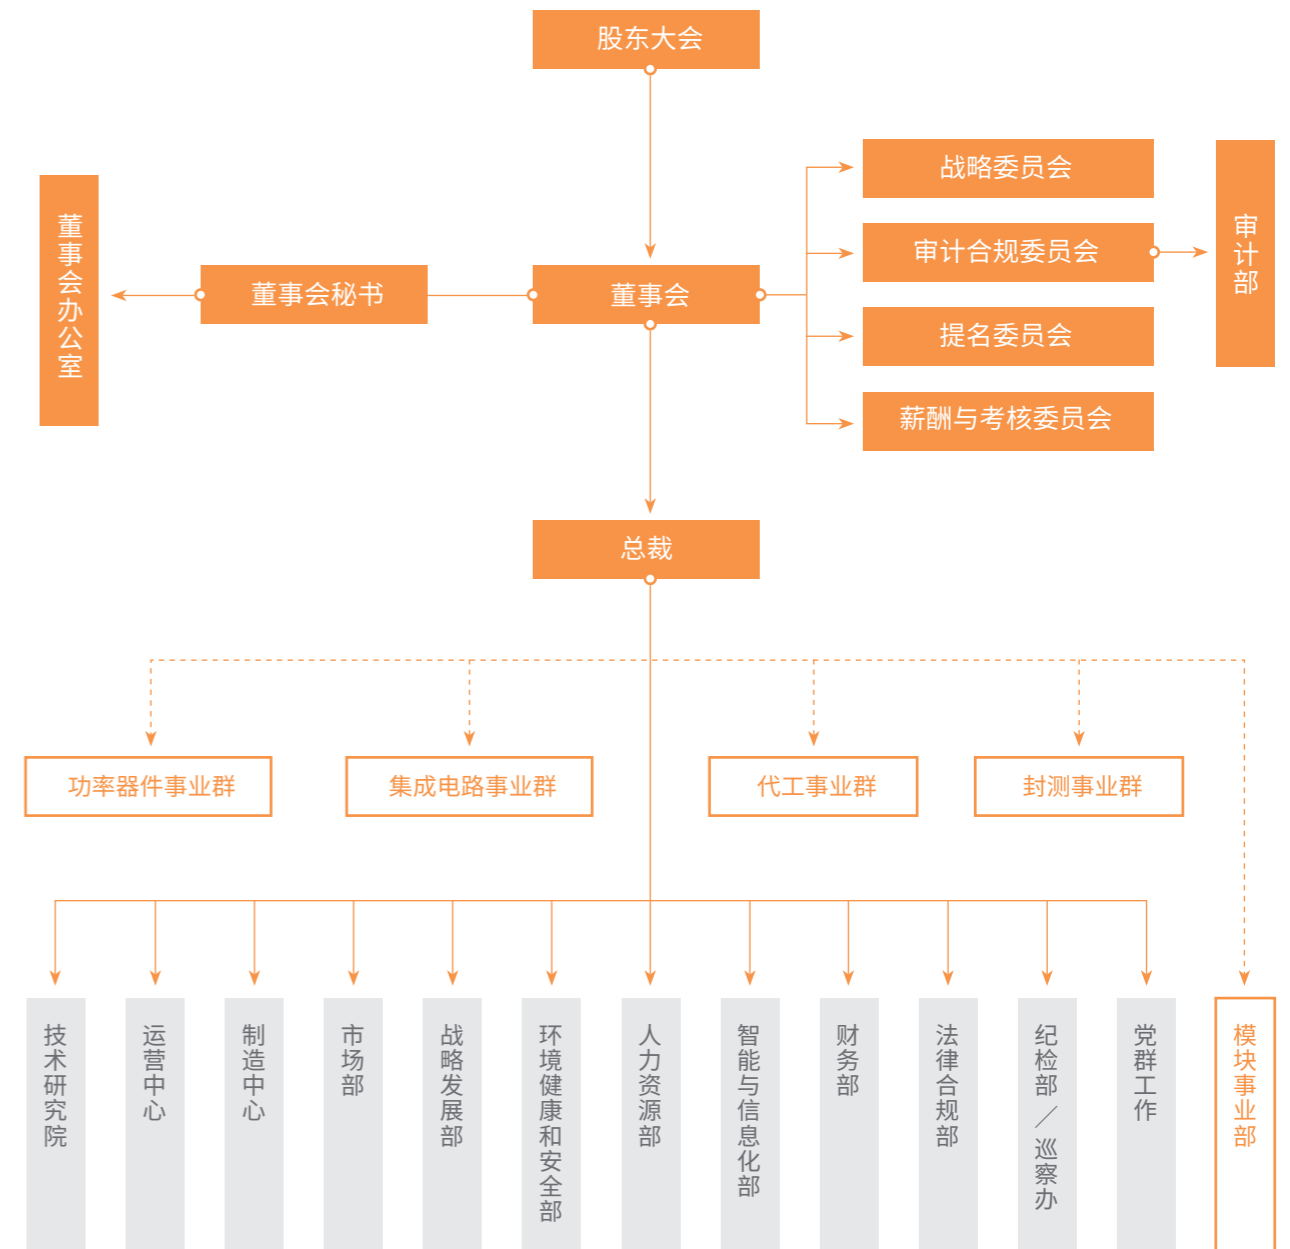 股东大会
战略委员会
审计合规委员会
审计部
董事会办公室
董事会秘书
董事会
提名委员会
薪酬与考核委员会
总裁
功率器件事业群
集成电路事业群
代工事业群
封测事业群
技术研究院
运营中心
制造中心
市场部
战略发展部
环境健康和安全部
人力资源部
智能与信息化部
财务部
法律合规部
纪检部／巡察办
党群工作
模块事业部